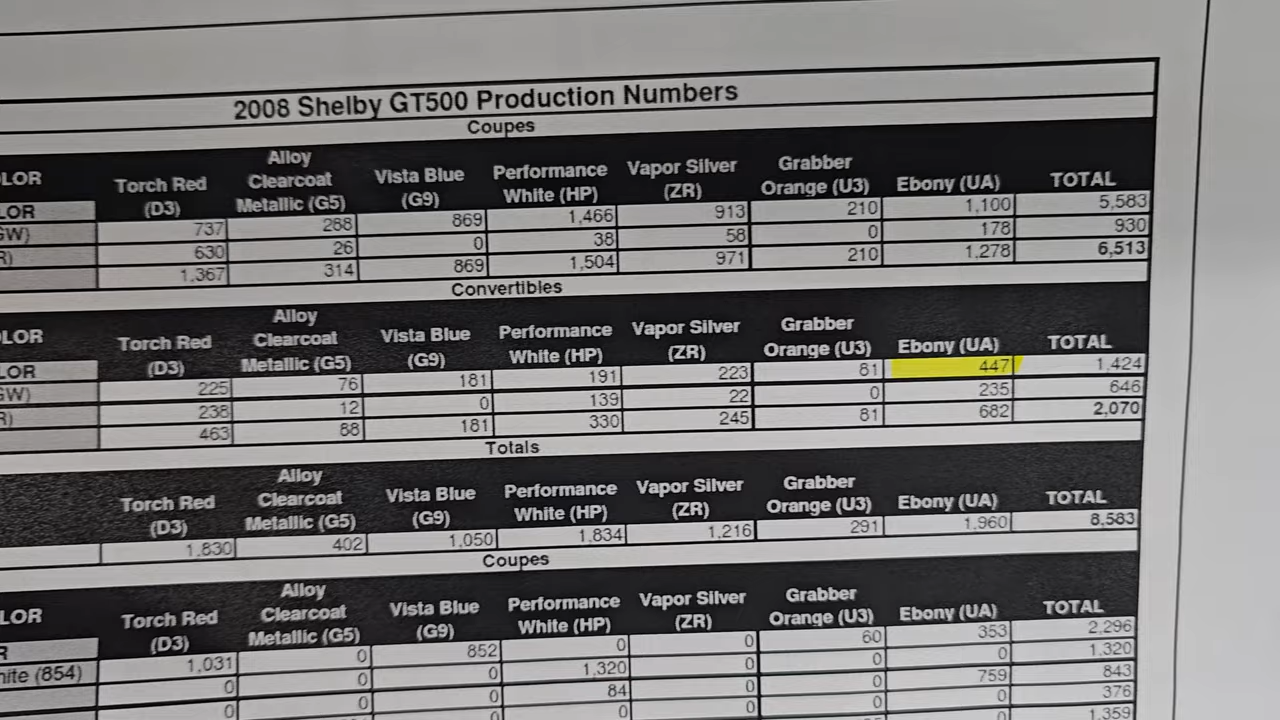 2008 Shelby GT500 Production Numbers
Coupes
LOR Torch Red (D3) Alloy Clearcoat Metallic (G5) Vista Blue (G9) Performance White (HP) Vapor Silver (ZR) Grabber Orange (U3) Ebony (UA) TOTAL
LOR
GW) 737 288 869 1,466 913 210 1,100 5,583
R) 630 26 0 38 58 0 178 930
1,367 314 869 1,504 971 210 1,278 6,513
Convertibles
LOR Torch Red (D3) Alloy Clearcoat Metallic (G5) Vista Blue (G9) Performance White (HP) Vapor Silver (ZR) Grabber Orange (U3) Ebony (UA) TOTAL
LOR
GW) 225 76 181 191 223 81 447 1,424
R) 238 12 0 139 22 0 235 646
463 88 181 330 245 81 682 2,070
Totals
Torch Red (D3) Alloy Clearcoat Metallic (G5) Vista Blue (G9) Performance White (HP) Vapor Silver (ZR) Grabber Orange (U3) Ebony (UA) TOTAL
1,830 402 1,050 1,834 1,216 291 1,960 8,583
Coupes
LOR Torch Red (D3) Alloy Clearcoat Metallic (G5) Vista Blue (G9) Performance White (HP) Vapor Silver (ZR) Grabber Orange (U3) Ebony (UA) TOTAL
R 1,031 0 852 0 0 60 353 2,296
hite (854) 0 0 0 1,320 0 0 0 1,320
0 0 0 84 0 0 759 843
0 0 0 0 376
1,359